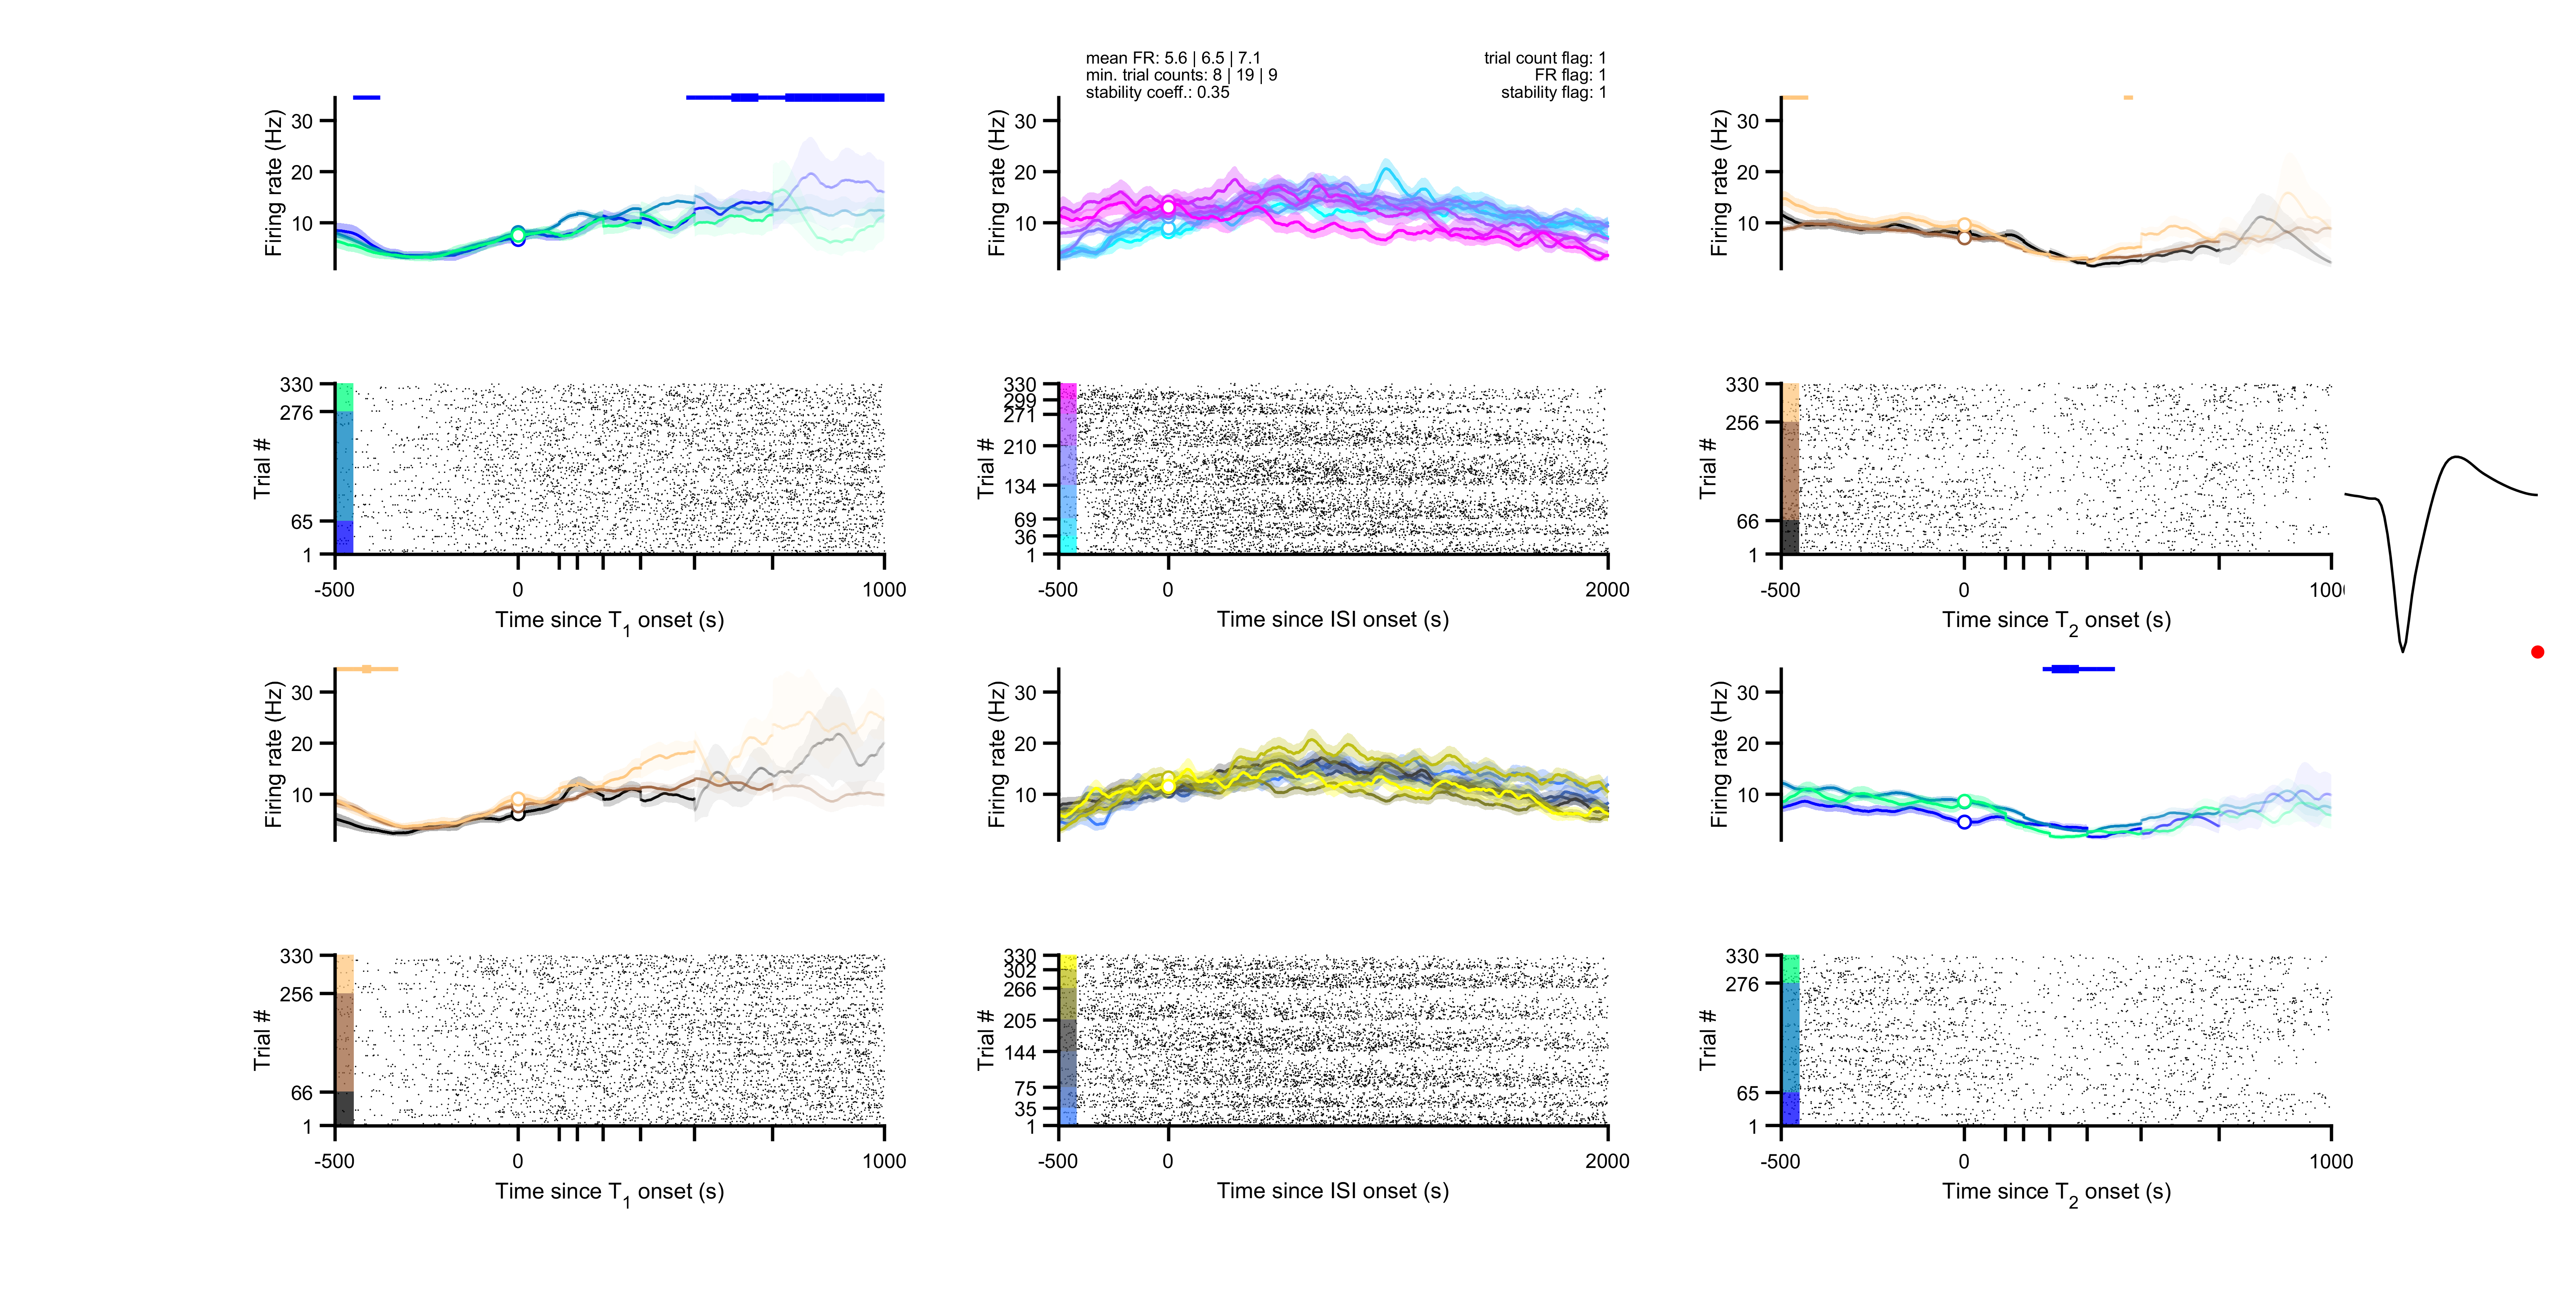 mean FR: 5.6 | 6.5 | 7.1
min. trial counts: 8 | 19 | 9
stability coeff.: 0.35
trial count flag: 1
FR flag: 1
stability flag: 1
Firing rate (Hz)
30
20
10
Firing rate (Hz)
30
20
10
Firing rate (Hz)
30
20
10
Trial #
330
276
65
1
-500
0
1000
Time since T1 onset (s)
Trial #
330
299
271
210
134
69
36
1
-500
0
2000
Time since ISI onset (s)
Trial #
330
256
66
1
-500
0
1000
Time since T2 onset (s)
Firing rate (Hz)
30
20
10
Firing rate (Hz)
30
20
10
Firing rate (Hz)
30
20
10
Trial #
330
256
66
1
-500
0
1000
Time since T1 onset (s)
Trial #
330
302
266
205
144
75
35
1
-500
0
2000
Time since ISI onset (s)
Trial #
330
276
65
1
-500
0
1000
Time since T2 onset (s)